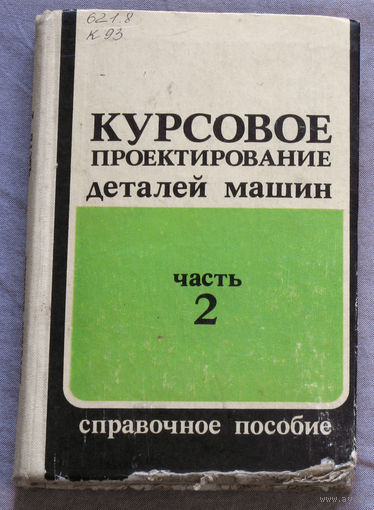 621.8
К 93
КУРСОВОЕ
ПРОЕКТИРОВАНИЕ
деталей машин
часть
2
справочное пособие